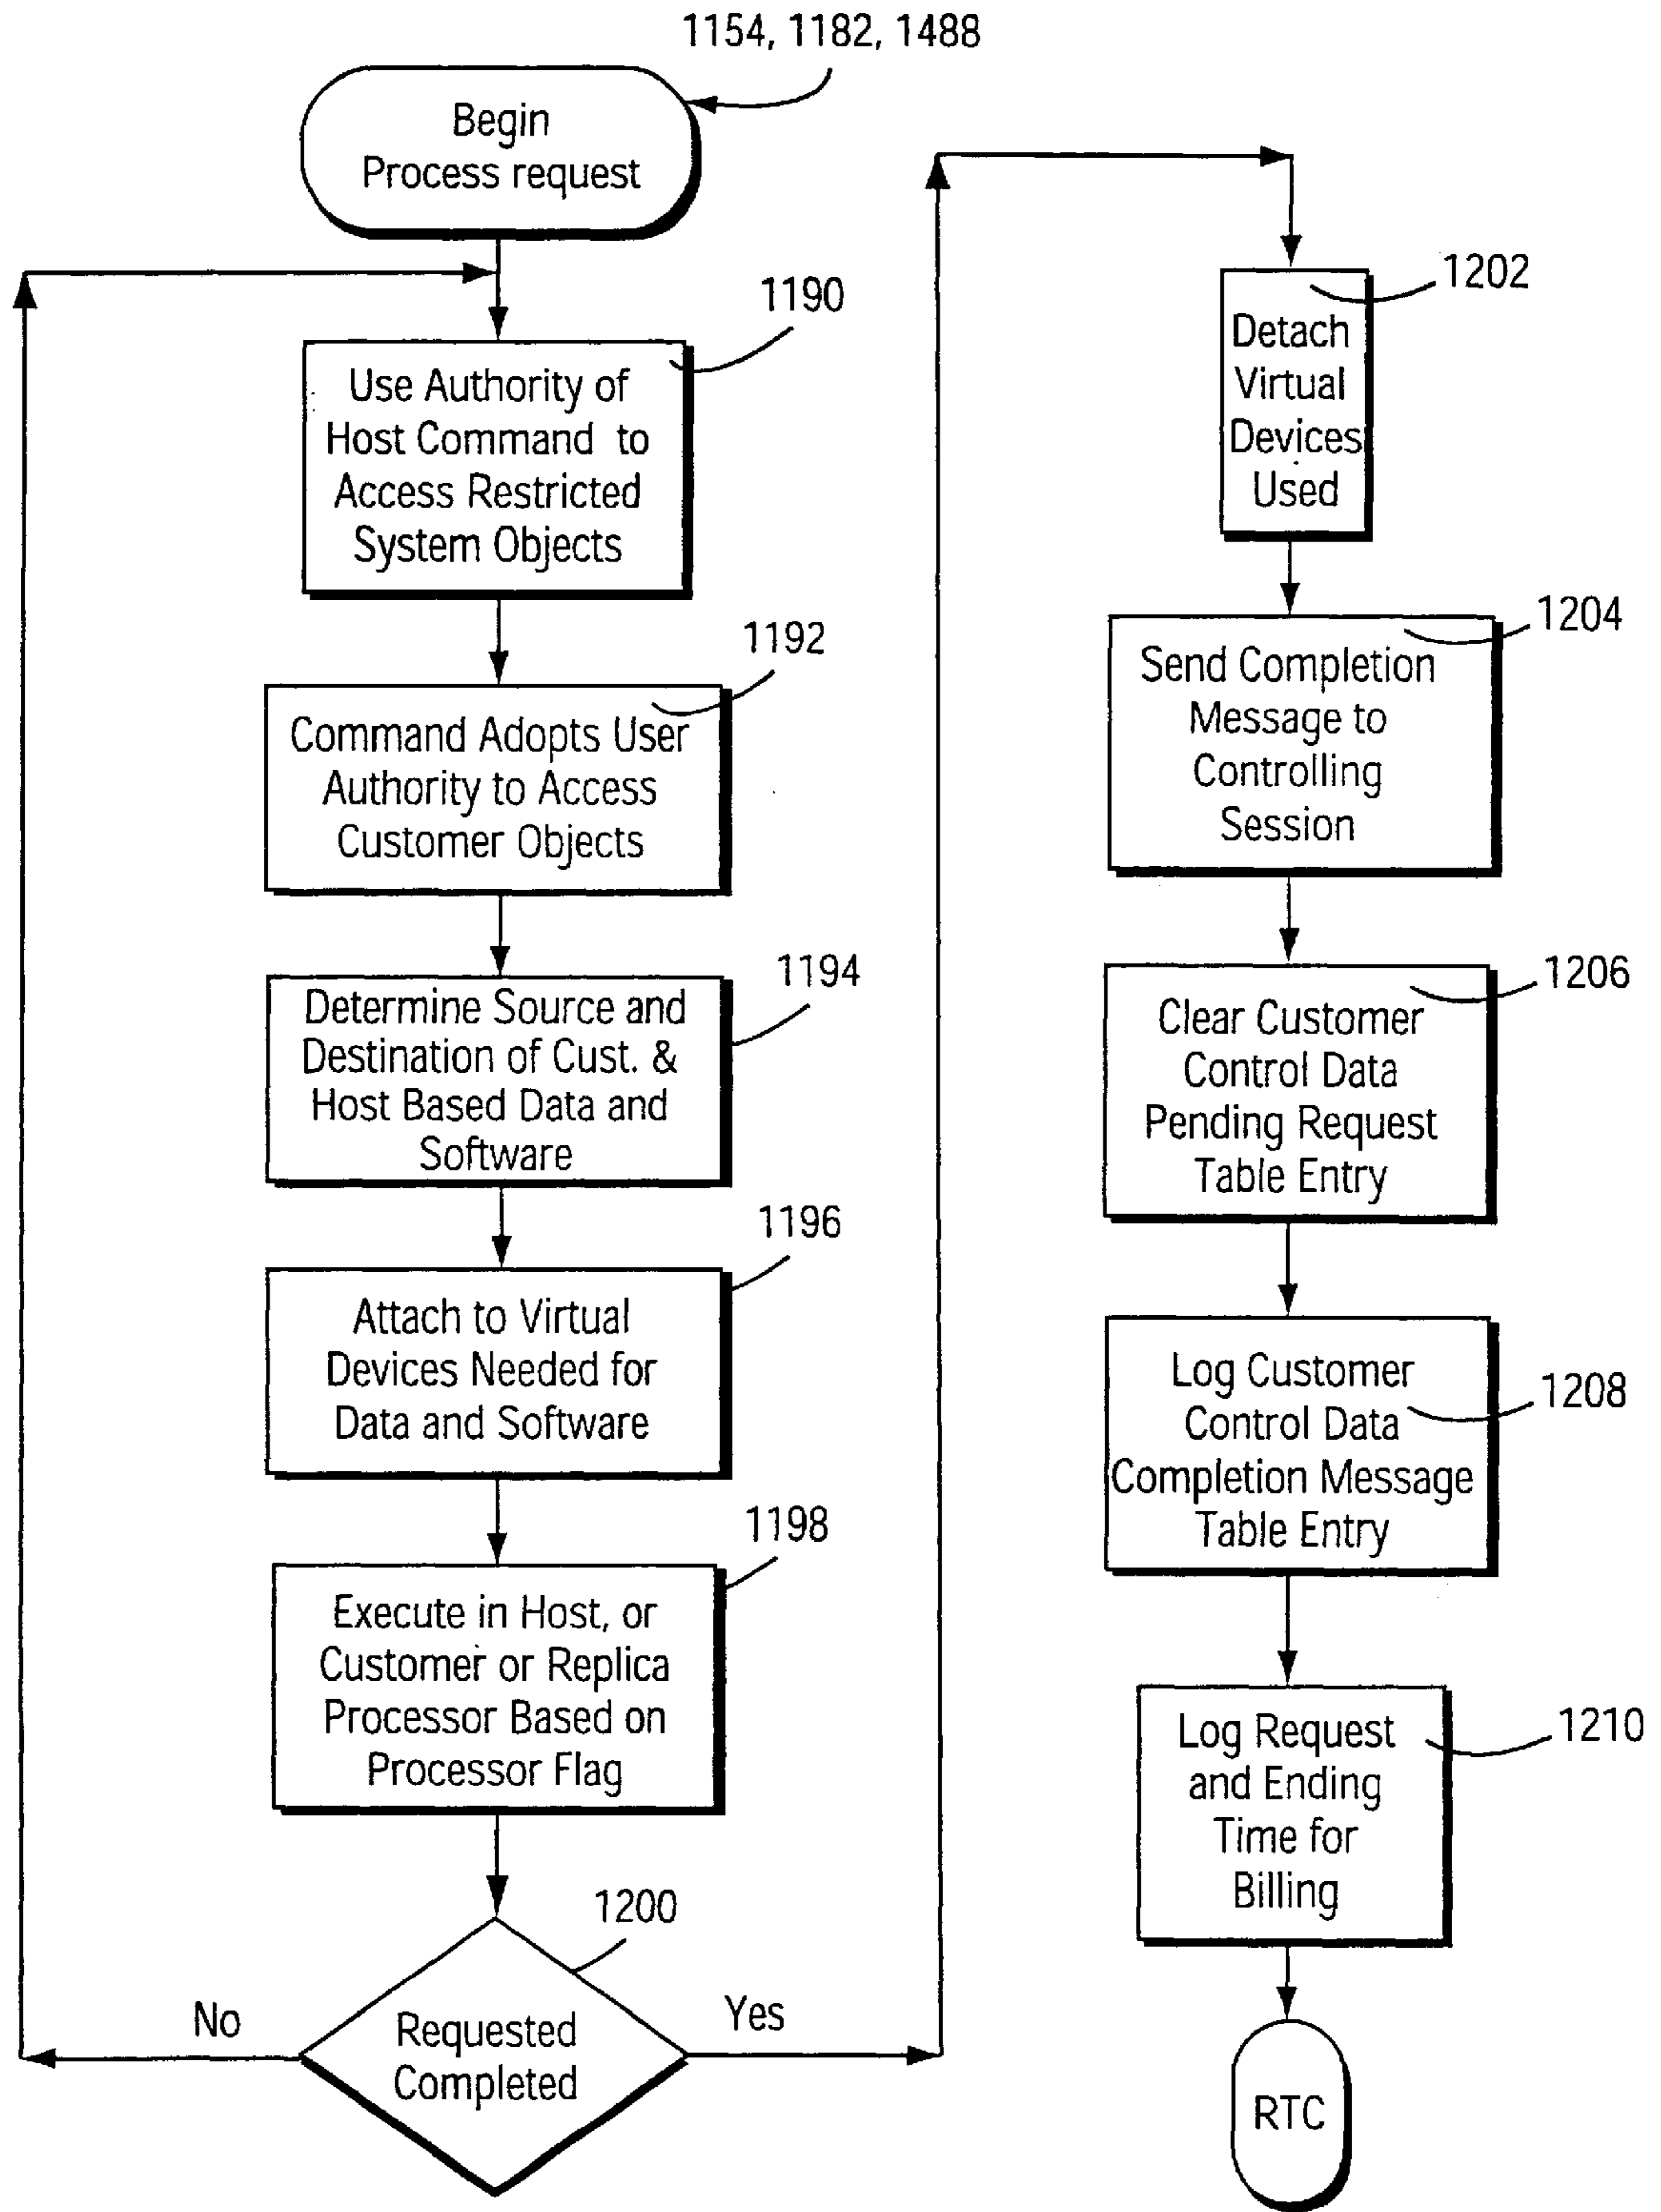 1154, 1182, 1488
Begin
Process request
1190
Use Authority of
Host Command to
Access Restricted
System Objects
1192
Command Adopts User
Authority to Access
Customer Objects
1194
Determine Source and
Destination of Cust. &
Host Based Data and
Software
1196
Attach to Virtual
Devices Needed for
Data and Software
1198
Execute in Host, or
Customer or Replica
Processor Based on
Processor Flag
1200
No
Requested
Completed
Yes
1202
Detach
Virtual
Devices
Used
1204
Send Completion
Message to
Controlling
Session
1206
Clear Customer
Control Data
Pending Request
Table Entry
1208
Log Customer
Control Data
Completion Message
Table Entry
1210
Log Request
and Ending
Time for
Billing
RTC